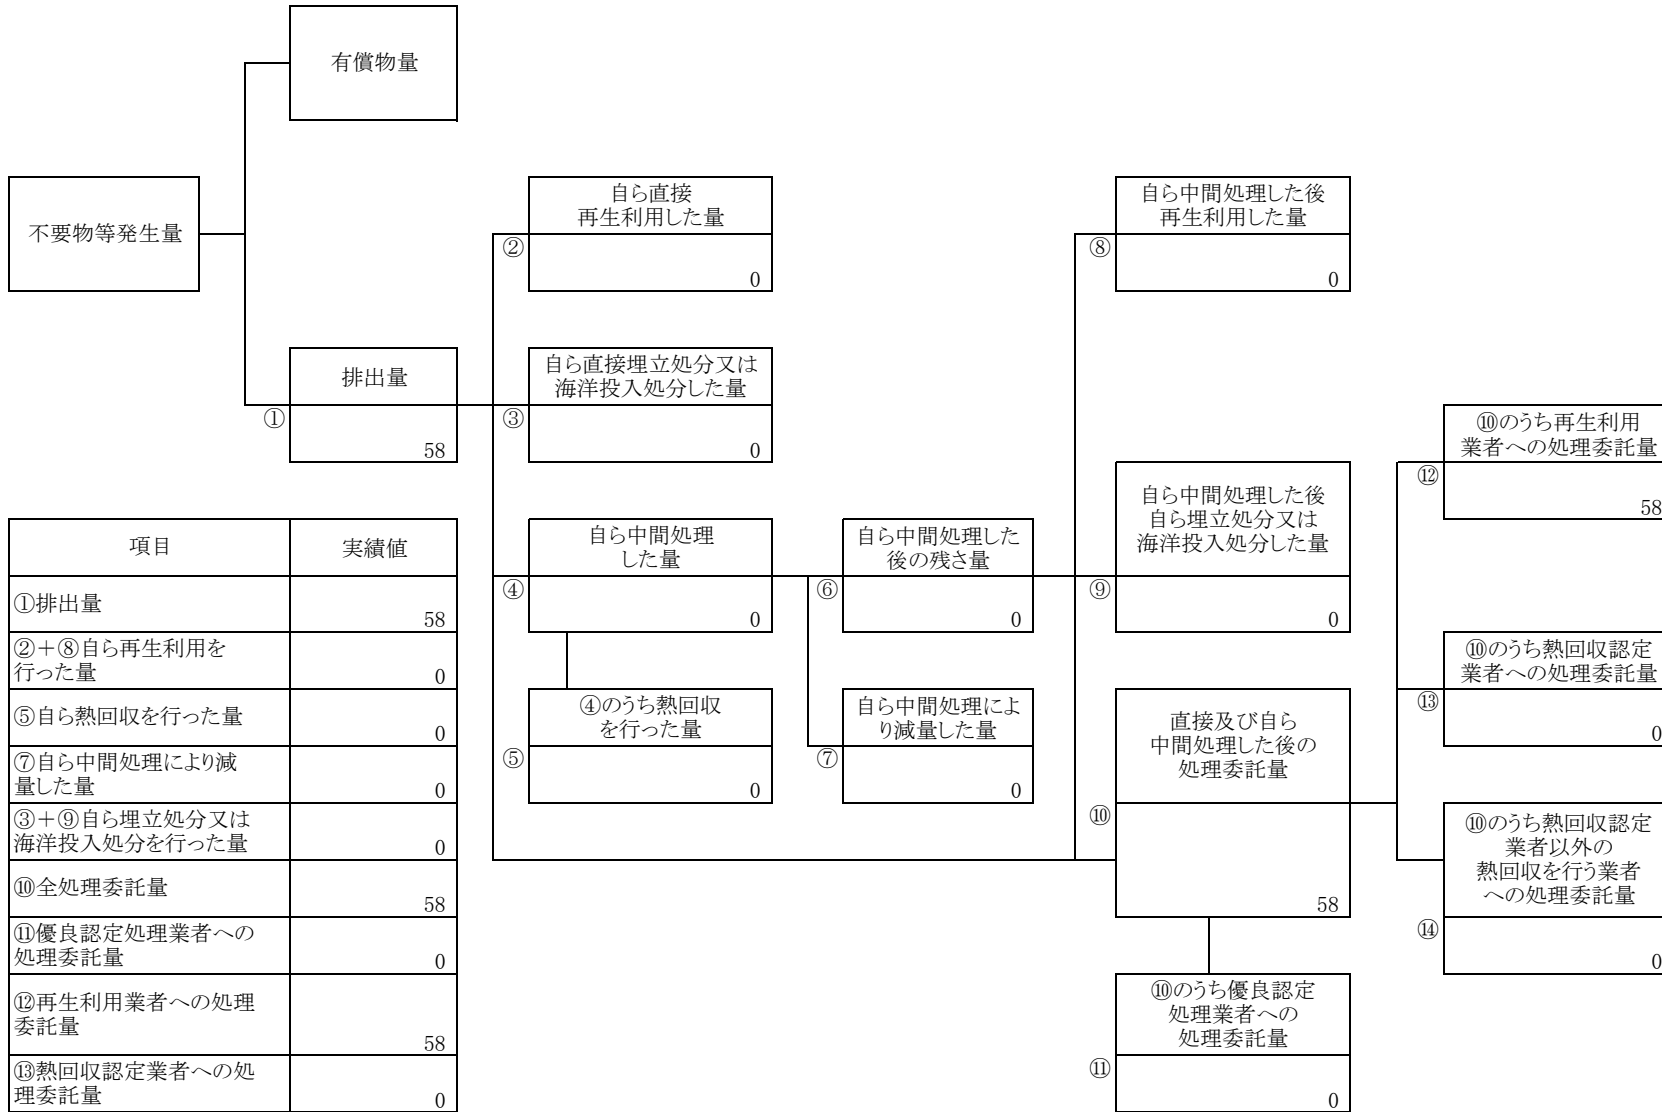 有償物量
不要物等発生量
自ら直接
再生利用した量
②
0
自ら中間処理した後
再生利用した量
⑧
0
排出量
①
58
自ら直接埋立処分又は
海洋投入処分した量
③
0
⑩のうち再生利用
業者への処理委託量
⑫
58
自ら中間処理
した量
④
0
自ら中間処理した
後の残さ量
⑥
0
自ら中間処理した後
自ら埋立処分又は
海洋投入処分した量
⑨
0
⑩のうち熱回収認定
業者への処理委託量
⑬
0
④のうち熱回収
を行った量
⑤
0
自ら中間処理によ
り減量した量
⑦
0
直接及び自ら
中間処理した後の
処理委託量
⑩
58
⑩のうち熱回収認定
業者以外の
熱回収を行う業者
への処理委託量
⑭
0
⑩のうち優良認定
処理業者への
処理委託量
⑪
0
項目 実績値
①排出量 58
②+⑧自ら再生利用を
行った量 0
⑤自ら熱回収を行った量 0
⑦自ら中間処理により減
量した量 0
③+⑨自ら埋立処分又は
海洋投入処分を行った量 0
⑩全処理委託量 58
⑪優良認定処理業者への
処理委託量 0
⑫再生利用業者への処理
委託量 58
⑬熱回収認定業者への処
理委託量 0